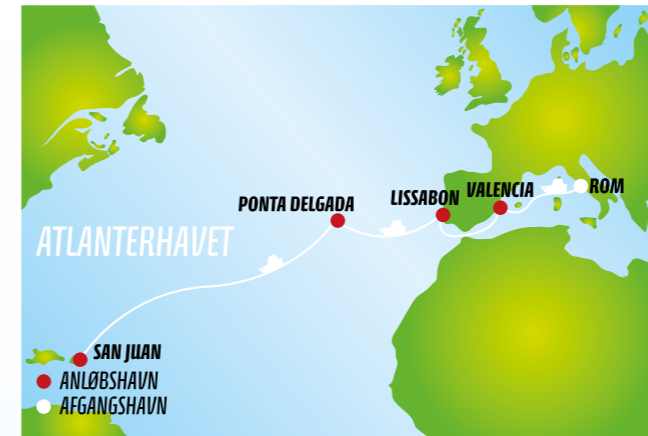 PONTA DELGADA
LISSABON
VALENCIA
ROM
ATLANTERHAVET
SAN JUAN
ANLØBSHAVN
AFGANGSHAVN